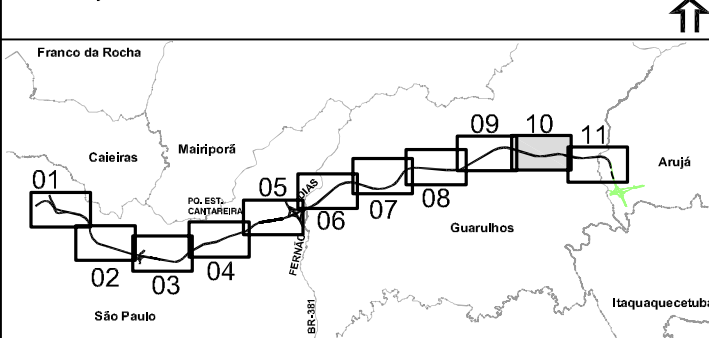 Franco da Rocha
Caieiras
Mairiporã
09
10
11
Arujá
01
PQ. EST.
CANTAREIRA
05
FERNÃO DIAS
06
07
08
Guarulhos
02
03
04
BR-381
São Paulo
Itaquaquecetuba